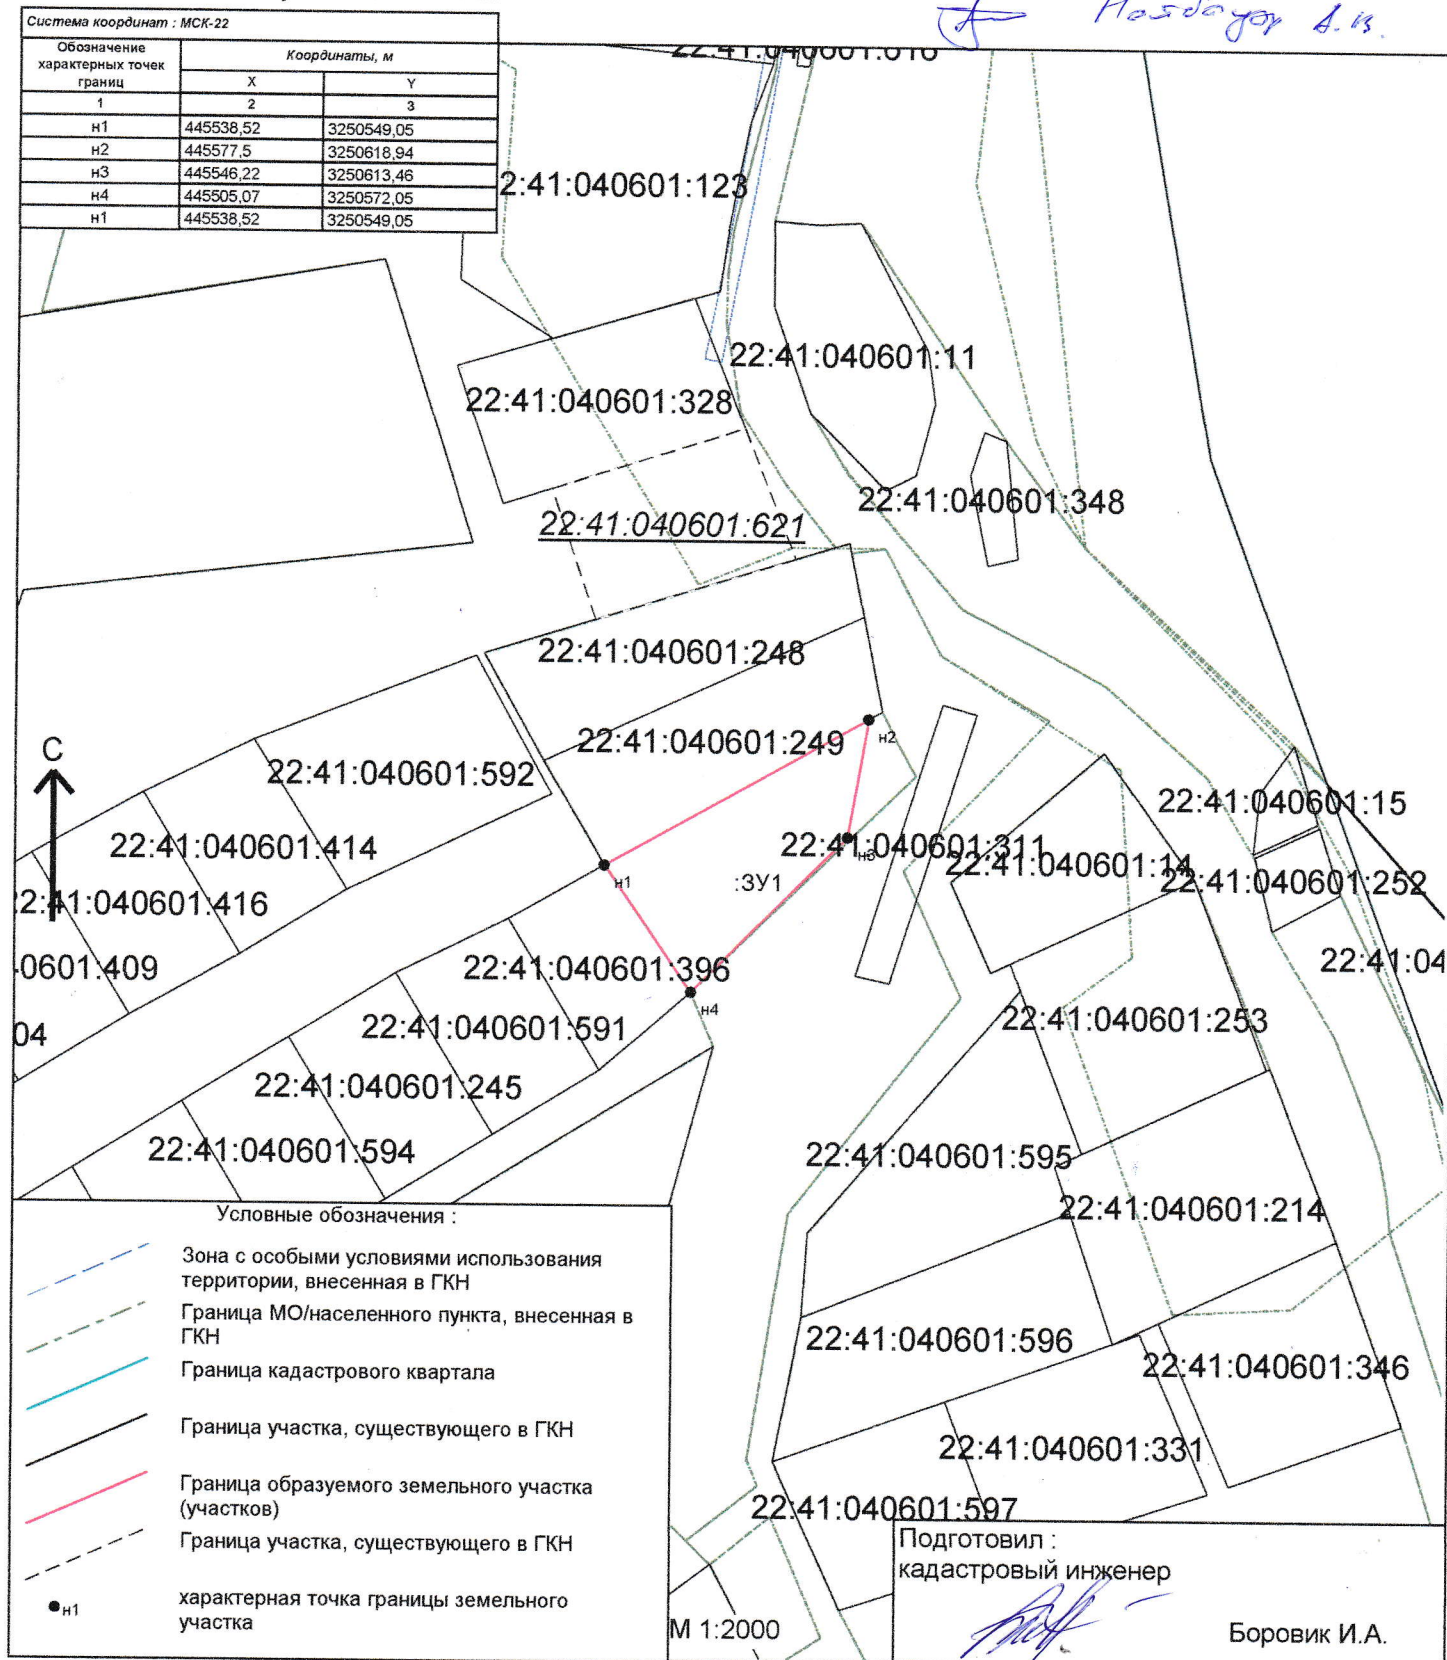 Система координат : МСК-22
Обозначение характерных точек границ
Координаты, м
X
Y
1
2
3
н1 445538,52 3250549,05
н2 445577,5 3250618,94
н3 445546,22 3250613,46
н4 445505,07 3250572,05
н1 445538,52 3250549,05
А.В.
2:41:040601:123
22:41:040601:11
22:41:040601:328
22:41:040601:348
22:41:040601:621
22:41:040601:248
22:41:040601:249
н2
С
22:41:040601:592
22:41:040601:15
22:41:040601:414
22:41:040601:311
н3
22:41:040601:14
22:41:040601:252
н1
:ЗУ1
2:41:040601:416
0601:409
22:41:040601:396
22:41:04
н4
04
22:41:040601:591
22:41:040601:253
22:41:040601:245
22:41:040601:594
22:41:040601:595
22:41:040601:214
22:41:040601:596
22:41:040601:346
22:41:040601:331
22:41:040601:597
Условные обозначения :
Зона с особыми условиями использования
территории, внесенная в ГКН
Граница МО/населенного пункта, внесенная в
ГКН
Граница кадастрового квартала
Граница участка, существующего в ГКН
Граница образуемого земельного участка
(участков)
Граница участка, существующего в ГКН
н1
характерная точка границы земельного
участка
М 1:2000
Подготовил :
кадастровый инженер
Боровик И.А.